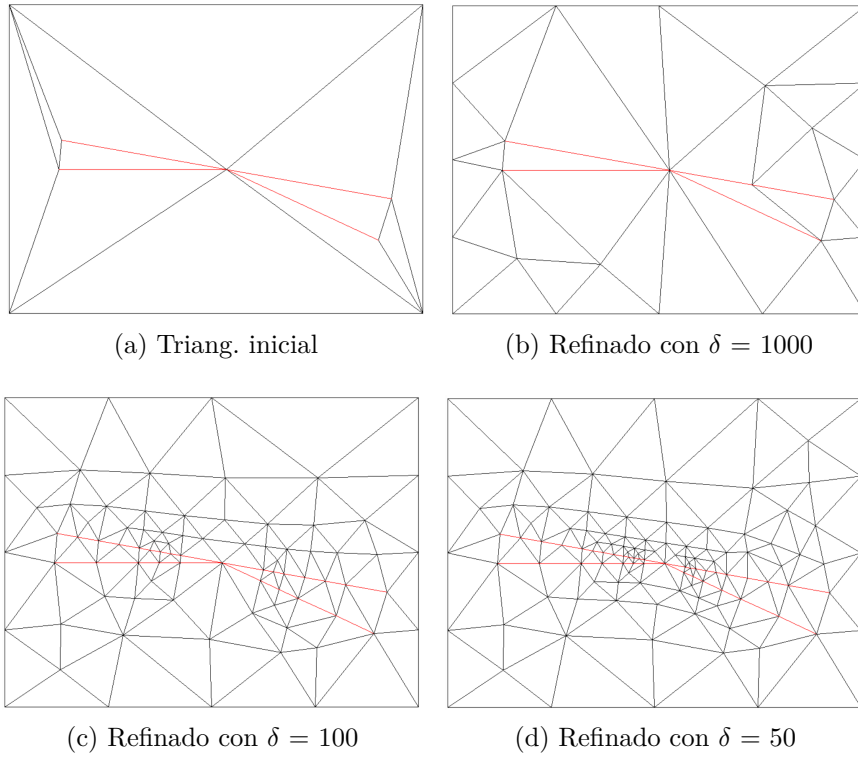 (a) Triang. inicial
(b) Refinado con δ = 1000
(c) Refinado con δ = 100
(d) Refinado con δ = 50